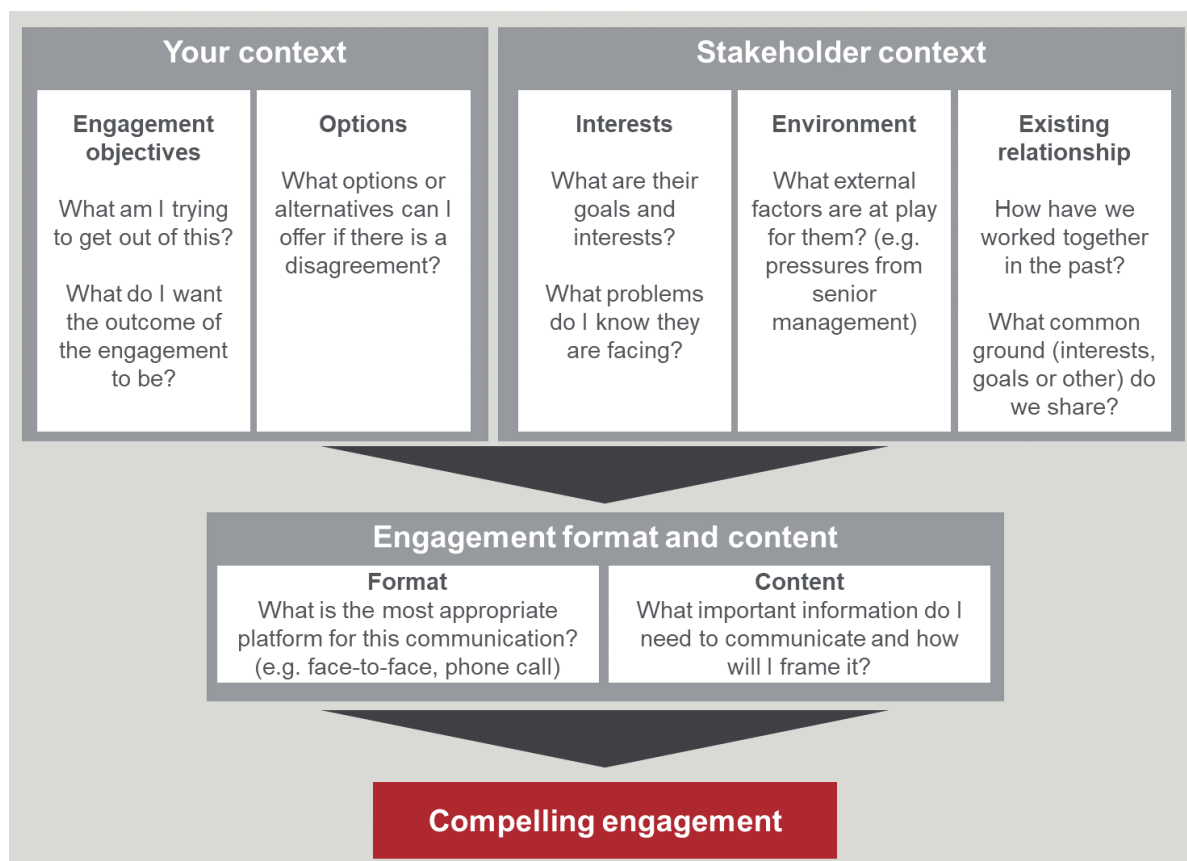 Your context
Engagement
objectives
What am I trying
to get out of this?
What do I want
the outcome of
the engagement
to be?
Options
What options or
alternatives can I
offer if there is a
disagreement?
Stakeholder context
Interests
What are their
goals and
interests?
What problems
do I know they
are facing?
Environment
What external
factors are at play
for them? (e.g.
pressures from
senior
management)
Existing
relationship
How have we
worked together
in the past?
What common
ground (interests,
goals or other) do
we share?
Engagement format and content
Format
What is the most appropriate
platform for this communication?
(e.g. face-to-face, phone call)
Content
What important information do I
need to communicate and how
will I frame it?
Compelling engagement